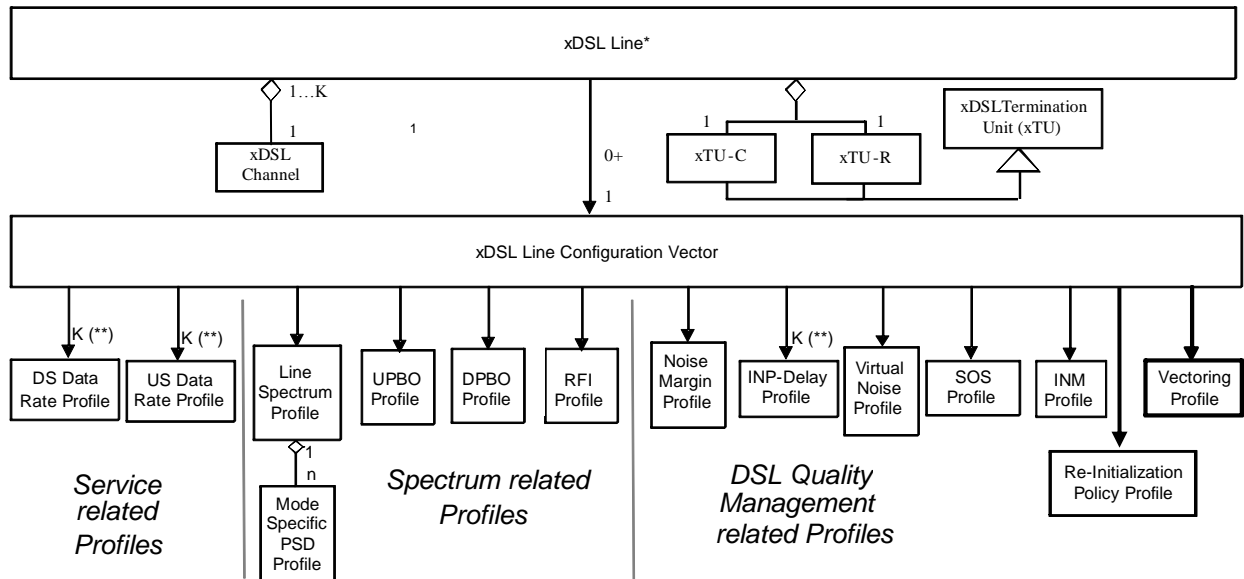 xDSL Line*
1…K
1
xDSL
Channel
1
0+
1
1
1
xTU-C
xTU-R
xDSLTermination
Unit (xTU)
xDSL Line Configuration Vector
K (**)
K (**)
K (**)
DS Data
Rate Profile
US Data
Rate Profile
Line
Spectrum
Profile
UPBO
Profile
DPBO
Profile
RFI
Profile
Noise
Margin
Profile
INP-Delay
Profile
Virtual
Noise
Profile
SOS
Profile
INM
Profile
Vectoring
Profile
1
n
Mode
Specific
PSD
Profile
Re-Initialization
Policy Profile
Service
related
Profiles
Spectrum related
Profiles
DSL Quality
Management
related Profiles